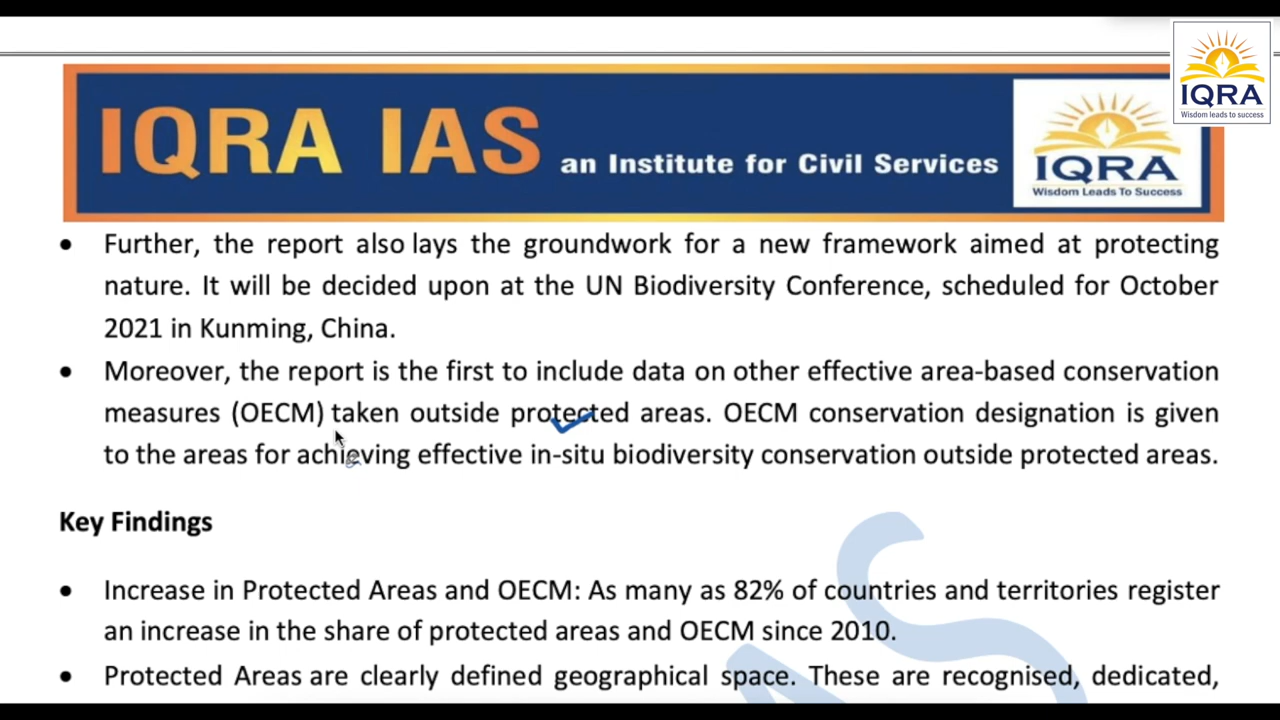 IQRA
Wisdom leads to success
IQRA IAS an Institute for Civil Services
IQRA
Wisdom Leads To Success
• Further, the report also lays the groundwork for a new framework aimed at protecting
nature. It will be decided upon at the UN Biodiversity Conference, scheduled for October
2021 in Kunming, China.
• Moreover, the report is the first to include data on other effective area-based conservation
measures (OECM) taken outside protected areas. OECM conservation designation is given
to the areas for achieving effective in-situ biodiversity conservation outside protected areas.
Key Findings
• Increase in Protected Areas and OECM: As many as 82% of countries and territories register
an increase in the share of protected areas and OECM since 2010.
• Protected Areas are clearly defined geographical space. These are recognised, dedicated,